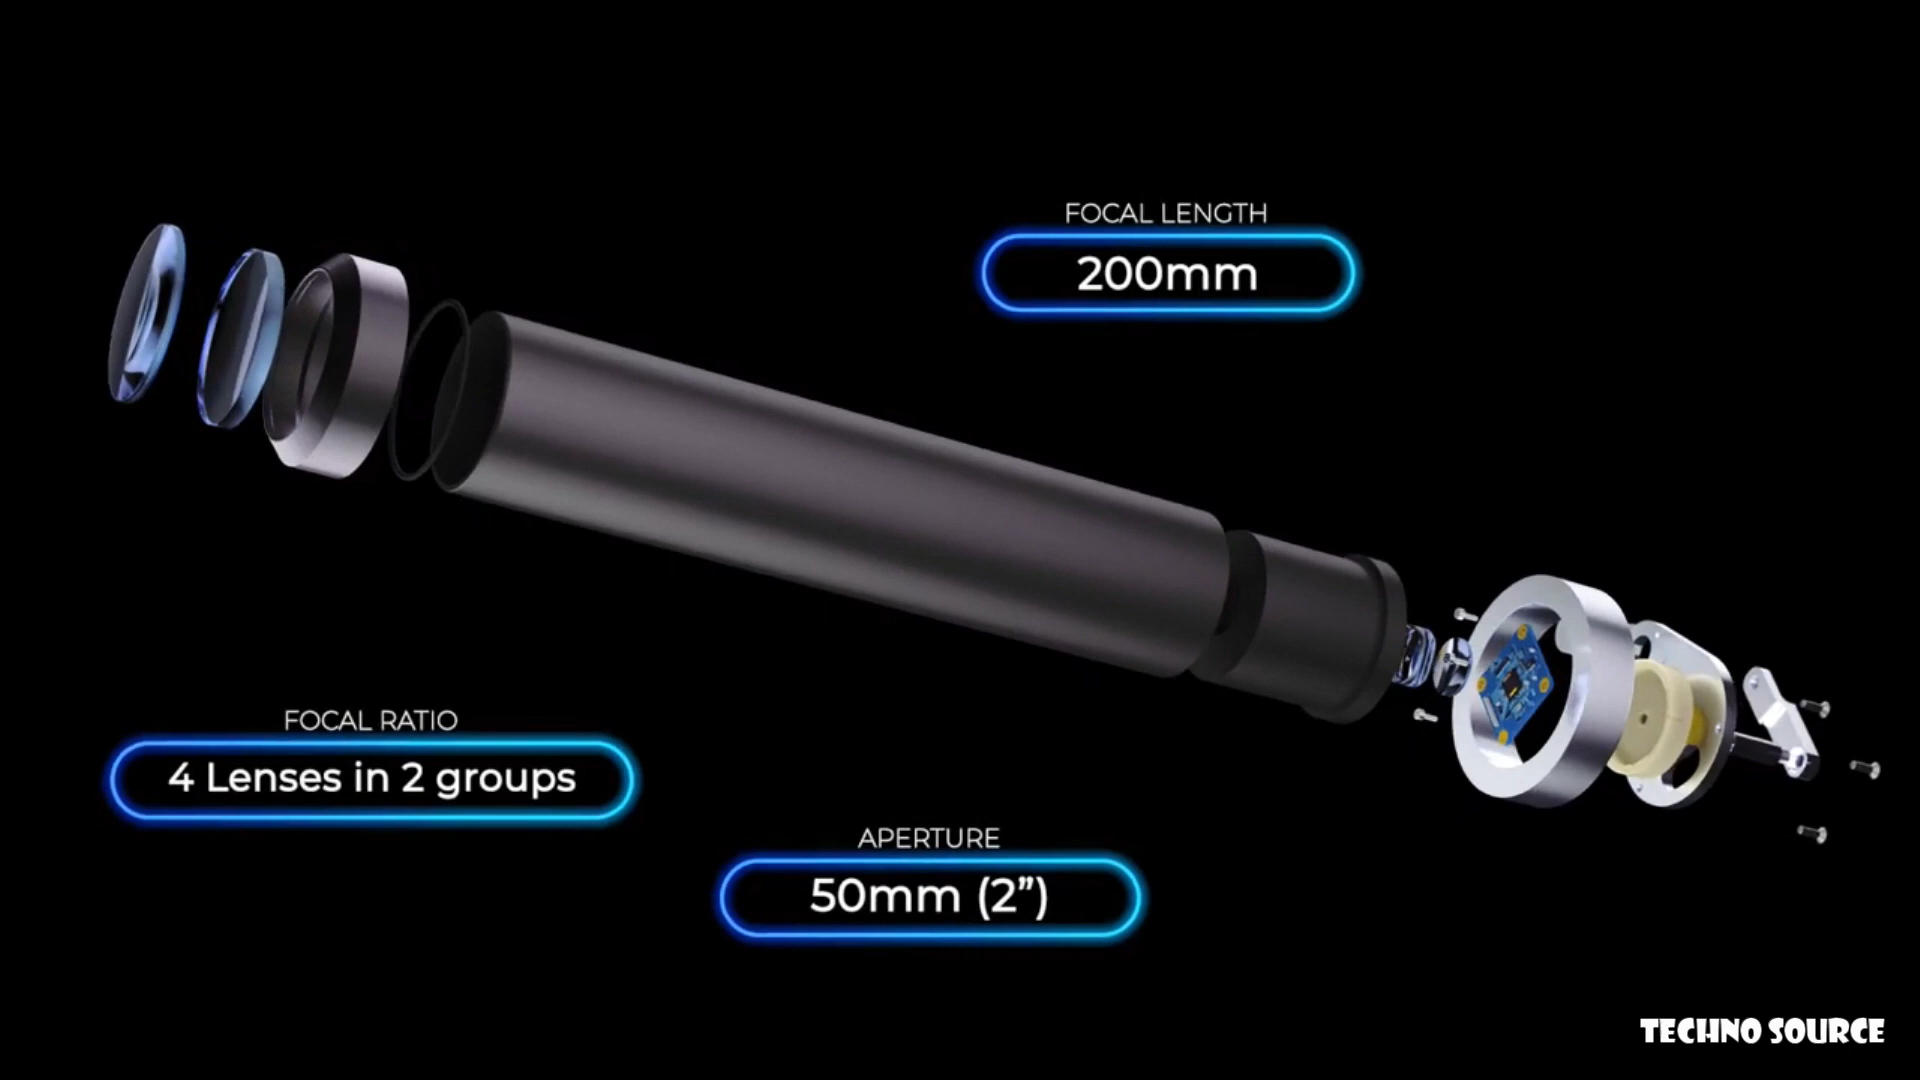 FOCAL LENGTH
200mm
FOCAL RATIO
4 Lenses in 2 groups
APERTURE
50mm (2”)
TECHNO SOURCE